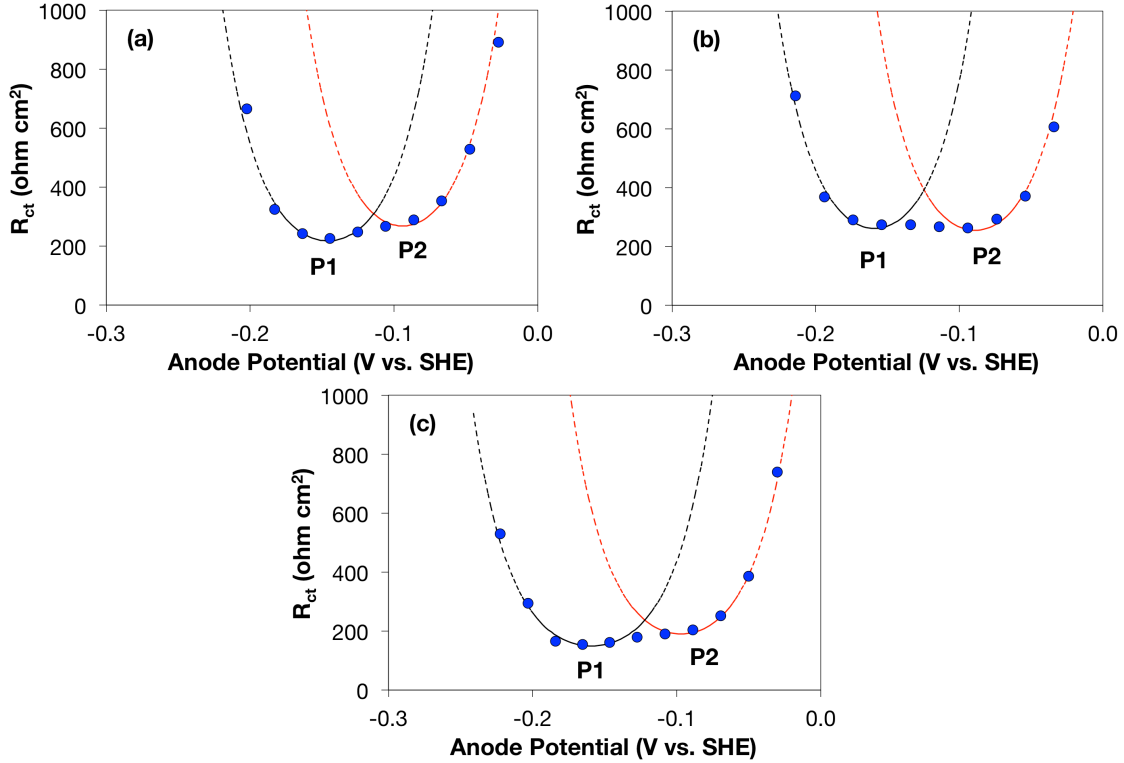 (a)
1000
800
600
400
200
0
R_ct (ohm cm²)
P1
P2
-0.3
-0.2
-0.1
0.0
Anode Potential (V vs. SHE)
(b)
1000
800
600
400
200
0
R_ct (ohm cm²)
P1
P2
-0.3
-0.2
-0.1
0.0
Anode Potential (V vs. SHE)
(c)
1000
800
600
400
200
0
R_ct (ohm cm²)
P1
P2
-0.3
-0.2
-0.1
0.0
Anode Potential (V vs. SHE)